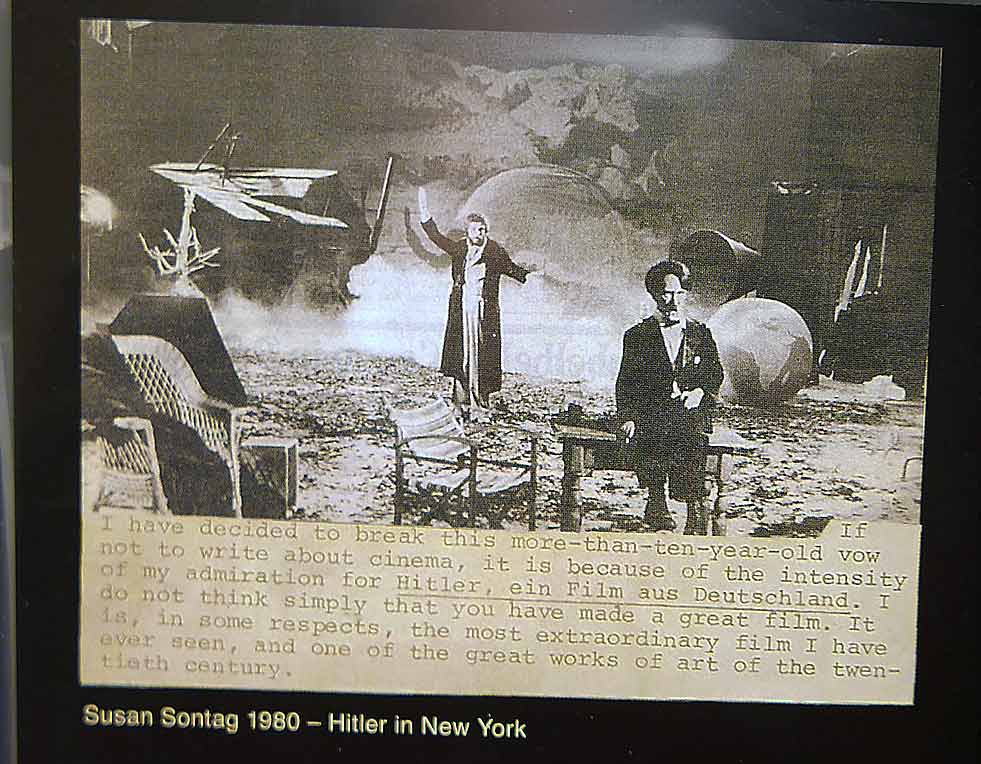 I have decided to break this more-than-ten-year-old vow
If
not to write about cinema, it is because of the intensity
of my admiration for Hitler, ein Film aus Deutschland. I
do not think simply that you have made a great film. It
is, in some respects, the most extraordinary film I have
ever seen, and one of the great works of art of the twen-
tieth century.
Susan Sontag 1980 – Hitler in New York